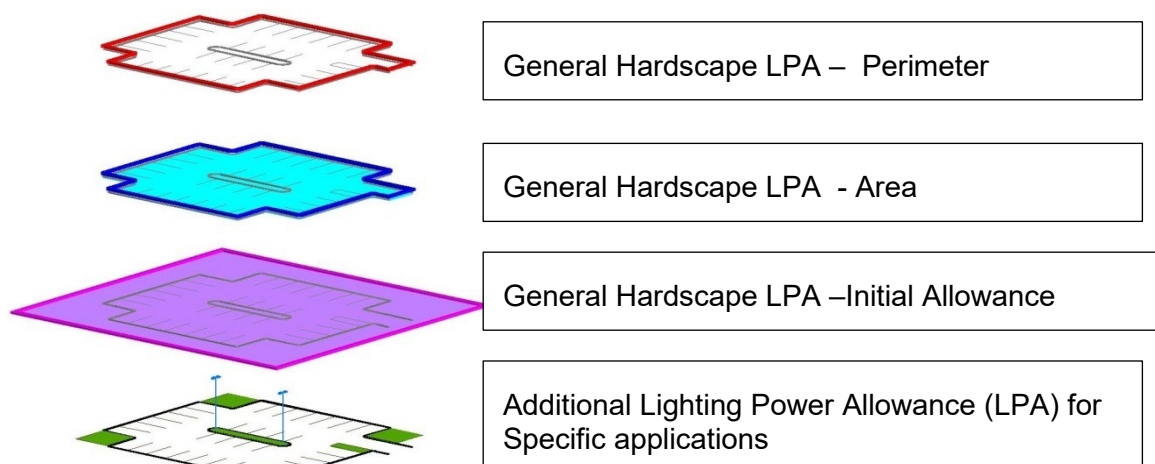 General Hardscape LPA – Perimeter
General Hardscape LPA - Area
General Hardscape LPA –Initial Allowance
Additional Lighting Power Allowance (LPA) for
Specific applications